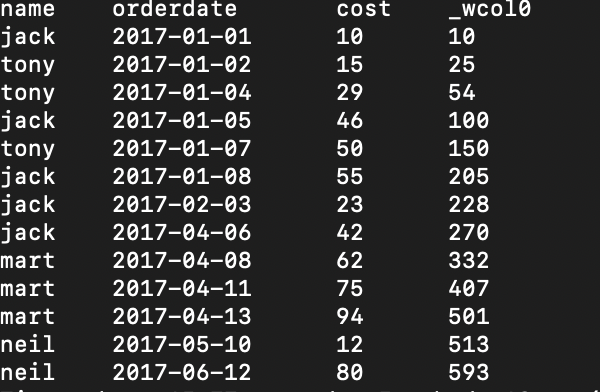 name orderdate cost _wcol0
jack 2017-01-01 10 10
tony 2017-01-02 15 25
tony 2017-01-04 29 54
jack 2017-01-05 46 100
tony 2017-01-07 50 150
jack 2017-01-08 55 205
jack 2017-02-03 23 228
jack 2017-04-06 42 270
mart 2017-04-08 62 332
mart 2017-04-11 75 407
mart 2017-04-13 94 501
neil 2017-05-10 12 513
neil 2017-06-12 80 593